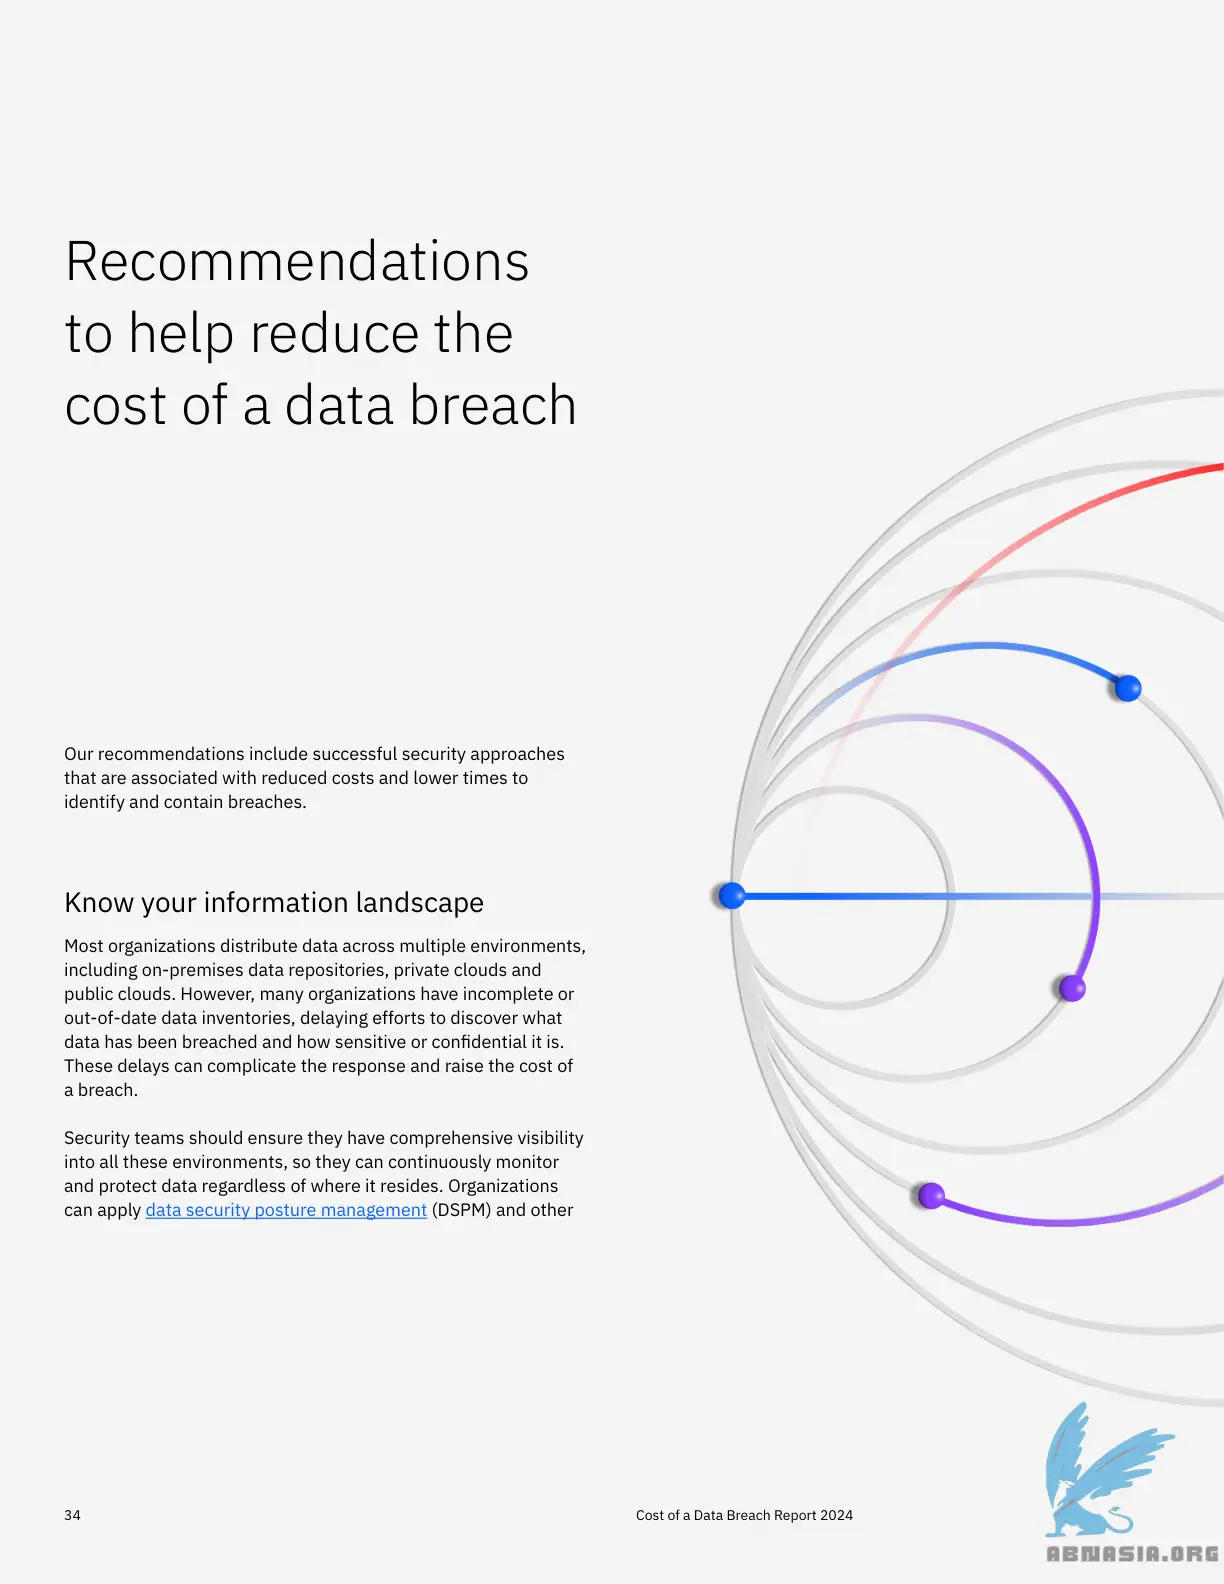 Recommendations
to help reduce the
cost of a data breach
Our recommendations include successful security approaches
that are associated with reduced costs and lower times to
identify and contain breaches.
Know your information landscape
Most organizations distribute data across multiple environments,
including on-premises data repositories, private clouds and
public clouds. However, many organizations have incomplete or
out-of-date data inventories, delaying efforts to discover what
data has been breached and how sensitive or confidential it is.
These delays can complicate the response and raise the cost of
a breach.
Security teams should ensure they have comprehensive visibility
into all these environments, so they can continuously monitor
and protect data regardless of where it resides. Organizations
can apply data security posture management (DSPM) and other
34
Cost of a Data Breach Report 2024
ABNASIA.ORG